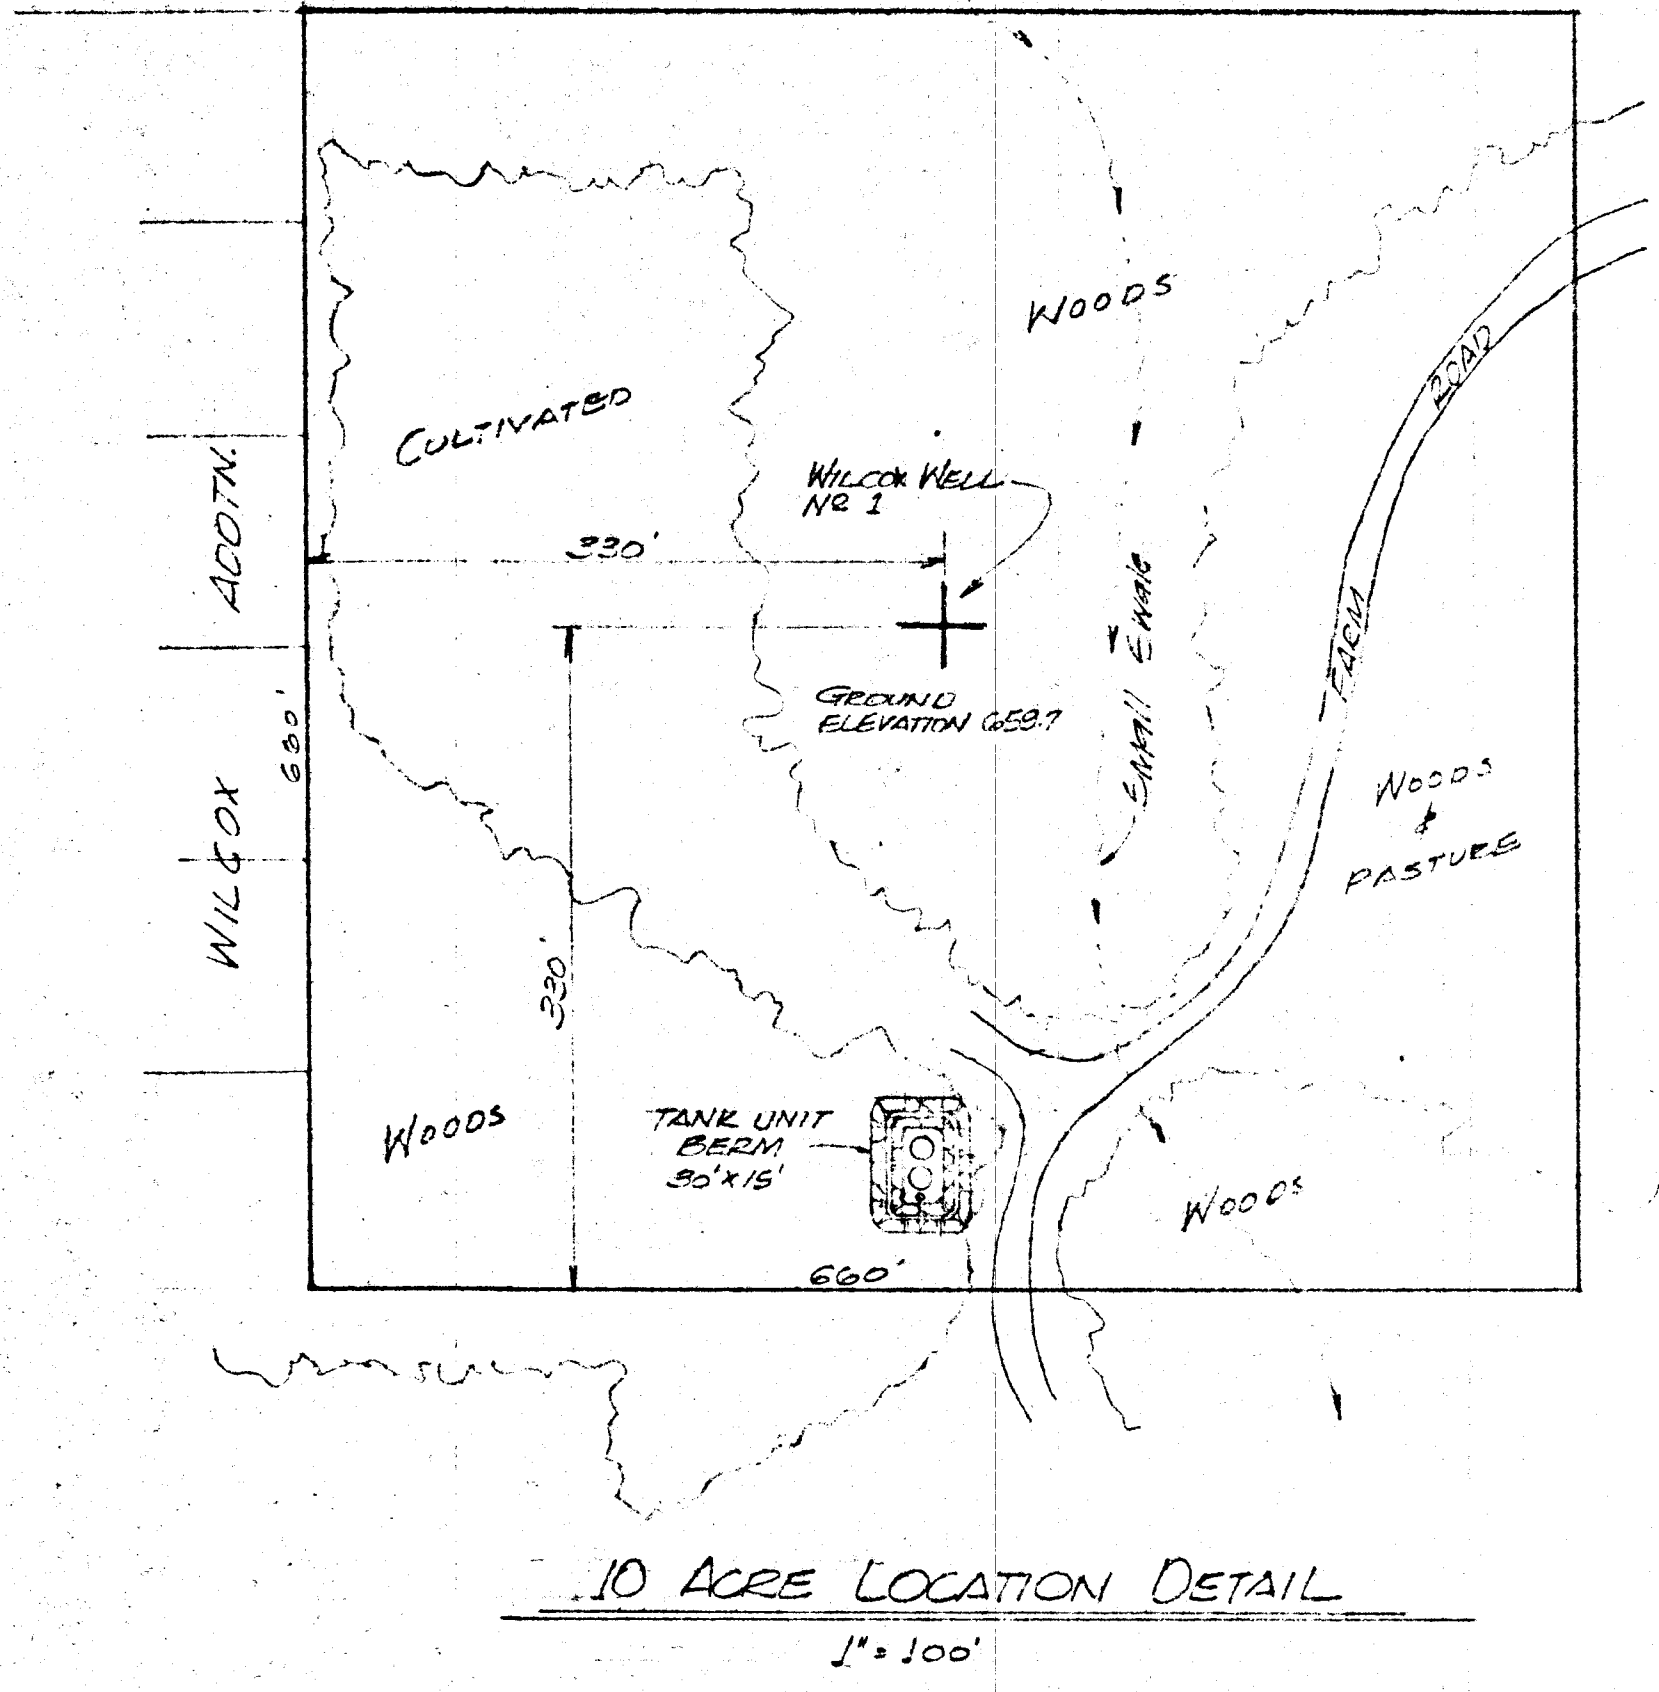 WOODS
ROAD
CULTIVATED
WILCOX WELL
No 1
330'
WILCOX ADDTN.
FARM
Small Swale
GROUND
ELEVATION 659.7
660'
WOODS
&
PASTURE
330'
WOODS
TANK UNIT
BERM
30'X15'
WOODS
660'
10 ACRE LOCATION DETAIL
1"=100'